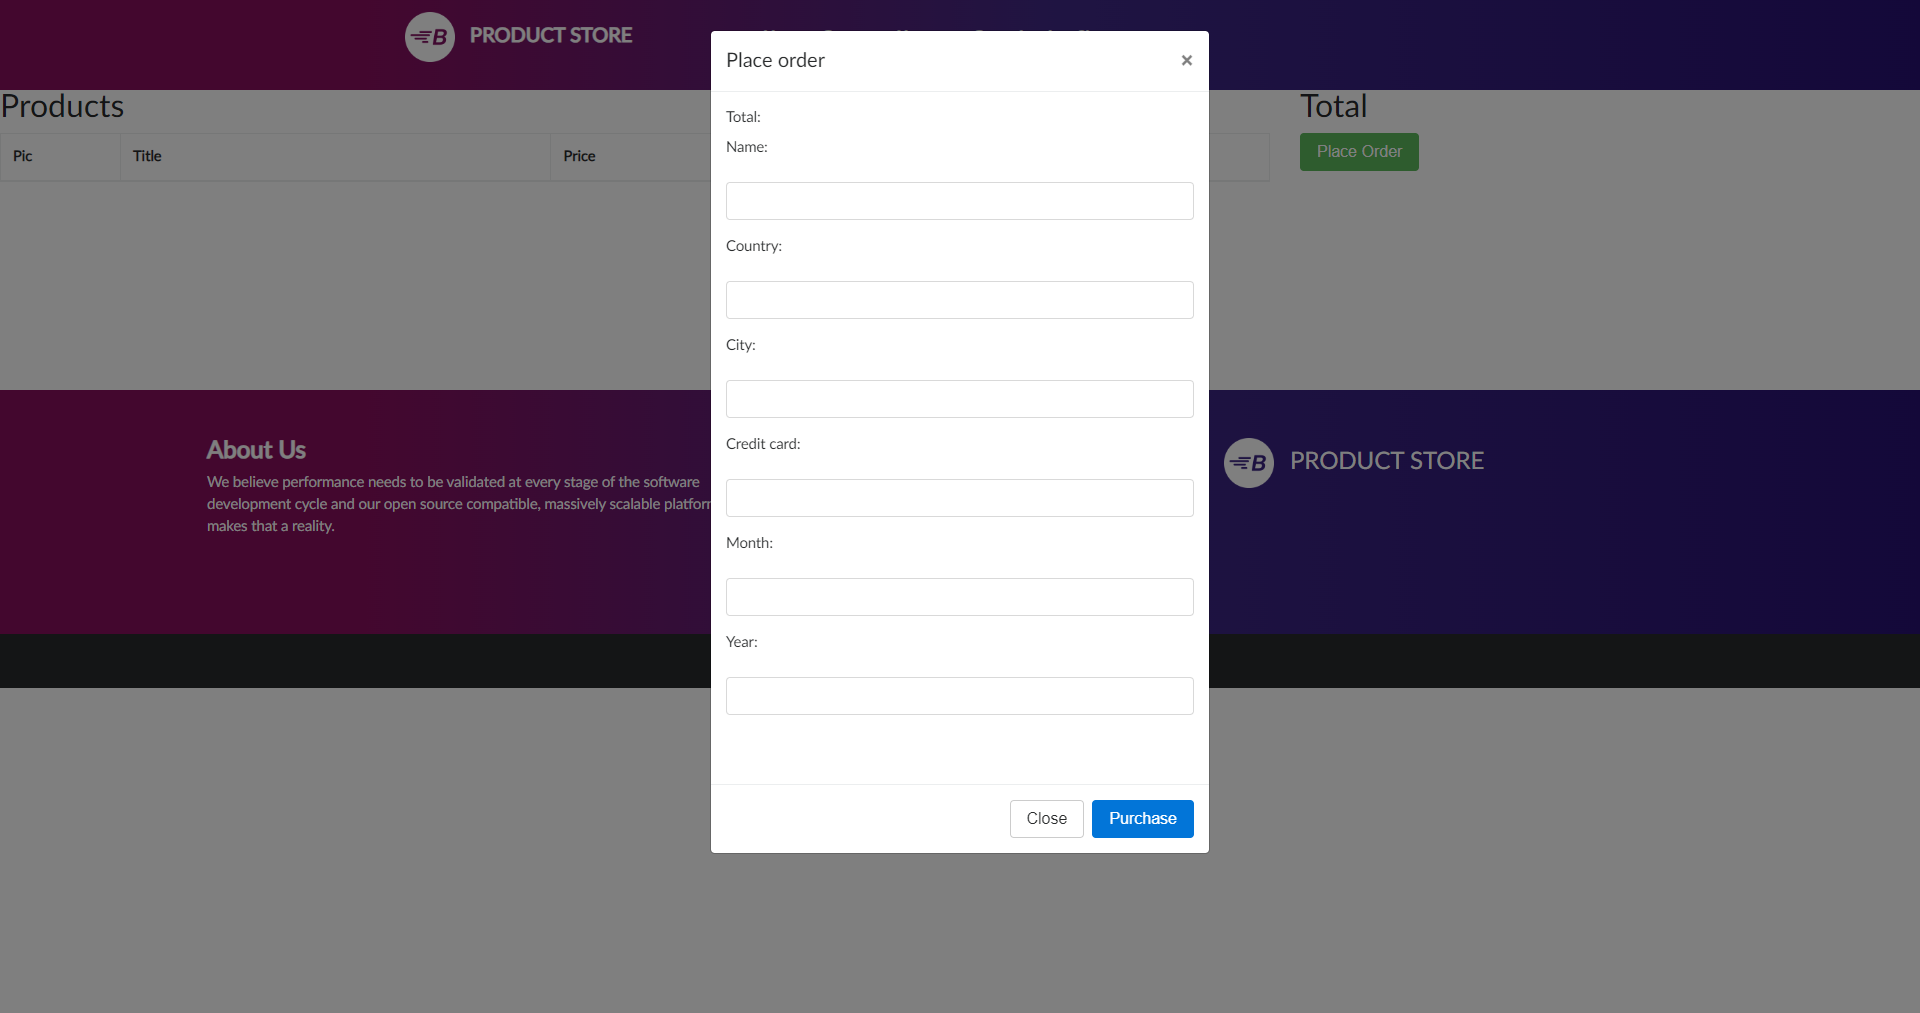 PRODUCT STORE
Place order
×
Products
Total
Pic
Title
Price
Place Order
Total:
Name:
Country:
City:
Credit card:
Month:
Year:
About Us
We believe performance needs to be validated at every stage of the software
development cycle and our open source compatible, massively scalable
makes that a reality.
B PRODUCT STORE
Close
Purchase